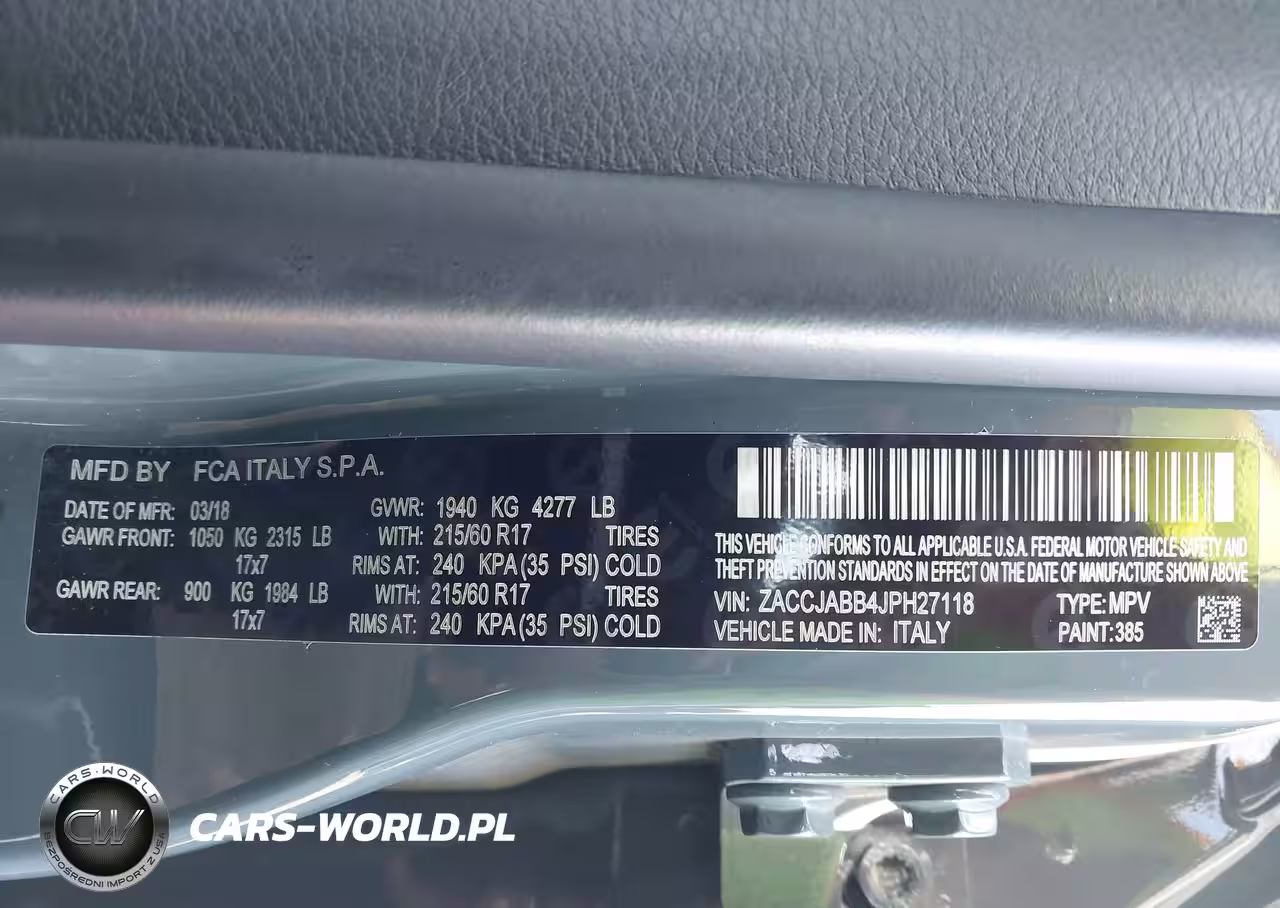 MFD BY FCA ITALY S.P.A.
DATE OF MFR: 03/18 GVWR: 1940 KG 4277 LB
GAWR FRONT: 1050 KG 2315 LB WITH: 215/60 R17 TIRES
17x7 RIMS AT: 240 KPA (35 PSI) COLD
GAWR REAR: 900 KG 1984 LB WITH: 215/60 R17 TIRES
17x7 RIMS AT: 240 KPA (35 PSI) COLD
THIS VEHICLE CONFORMS TO ALL APPLICABLE U.S.A. FEDERAL MOTOR VEHICLE SAFETY AND
THEFT PREVENTION STANDARDS IN EFFECT ON THE DATE OF MANUFACTURE SHOWN ABOVE
VIN: ZACCJABB4JPH27118 TYPE: MPV
VEHICLE MADE IN: ITALY PAINT: 385
CARS-WORLD
CW
BEZPOŚREDNI IMPORT Z USA
CARS-WORLD.PL